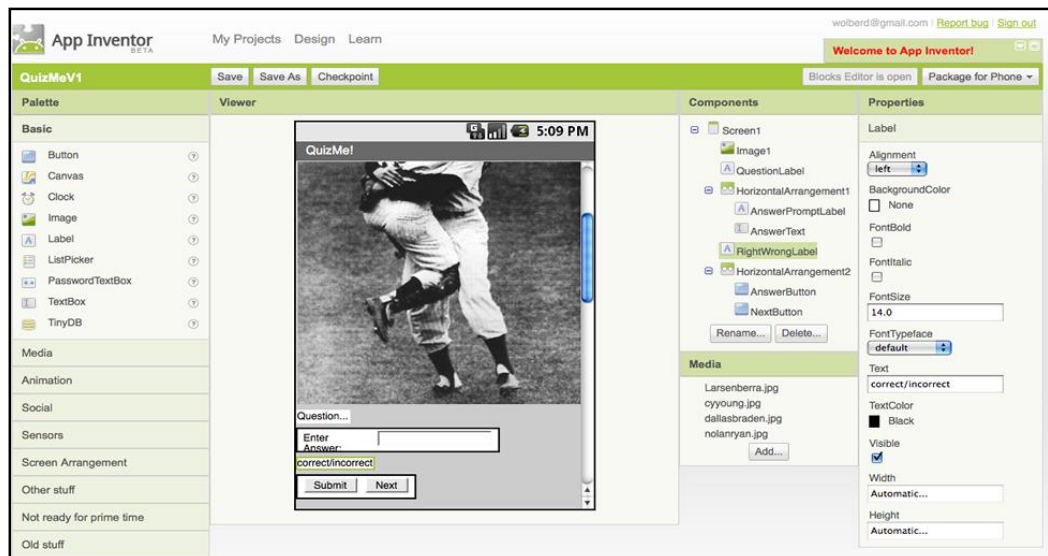 wolberd@gmail.com | Report bug | Sign out
App Inventor
BETA
My Projects Design Learn
Welcome to App Inventor!
QuizMeV1
Save Save As Checkpoint
Blocks Editor is open Package for Phone
Palette
Basic
Button ?
Canvas ?
Clock ?
Image ?
Label ?
ListPicker ?
PasswordTextBox ?
TextBox ?
TinyDB ?
Media
Animation
Social
Sensors
Screen Arrangement
Other stuff
Not ready for prime time
Old stuff
Viewer
5:09 PM
QuizMe!
Question...
Enter
Answer:
correct/incorrect
Submit Next
Components
Screen1
Image1
QuestionLabel
HorizontalArrangement1
AnswerPromptLabel
AnswerText
RightWrongLabel
HorizontalArrangement2
AnswerButton
NextButton
Rename... Delete...
Media
Larsenberra.jpg
cyyoung.jpg
dallasbraden.jpg
nolanryan.jpg
Add...
Properties
Label
Alignment
left
BackgroundColor
None
FontBold
FontItalic
FontSize
14.0
FontTypeface
default
Text
correct/incorrect
TextColor
Black
Visible
Width
Automatic...
Height
Automatic...